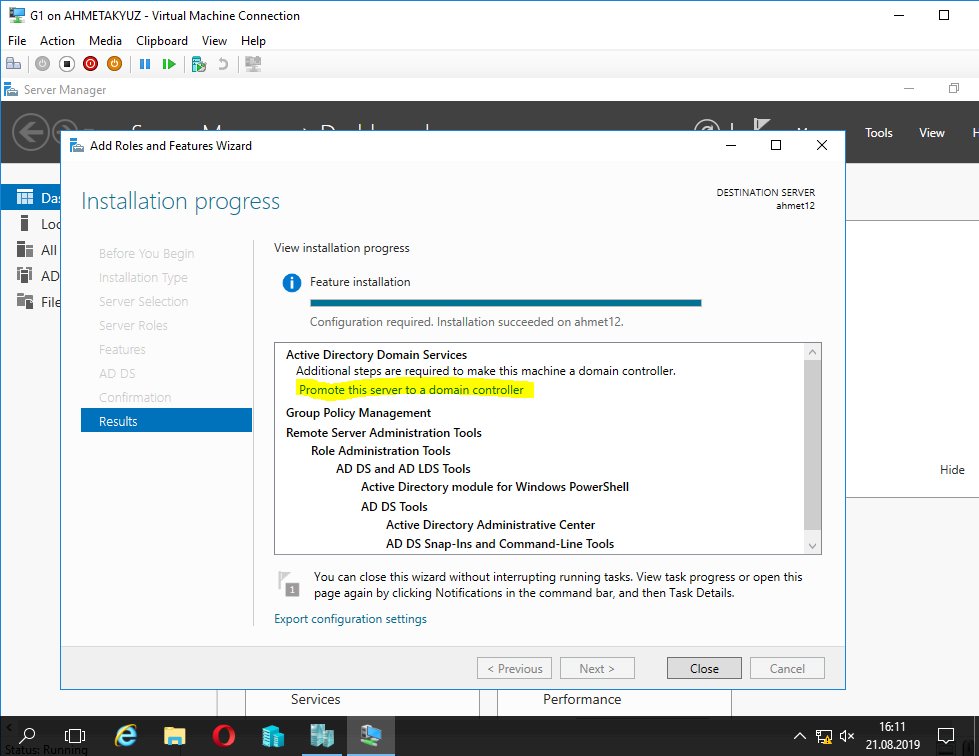 G1 on AHMETAKYUZ - Virtual Machine Connection
File Action Media Clipboard View Help
Server Manager
Tools View
Add Roles and Features Wizard
Installation progress
DESTINATION SERVER
ahmet12
Before You Begin
Installation Type
Server Selection
Server Roles
Features
AD DS
Confirmation
Results
Das
Loc
All
AD
File
View installation progress
Feature installation
Configuration required. Installation succeeded on ahmet12.
Active Directory Domain Services
Additional steps are required to make this machine a domain controller.
Promote this server to a domain controller
Group Policy Management
Remote Server Administration Tools
Role Administration Tools
AD DS and AD LDS Tools
Active Directory module for Windows PowerShell
AD DS Tools
Active Directory Administrative Center
AD DS Snap-Ins and Command-Line Tools
Hide
1
You can close this wizard without interrupting running tasks. View task progress or open this
page again by clicking Notifications in the command bar, and then Task Details.
Export configuration settings
< Previous Next > Close Cancel
Services Performance
16:11
21.08.2019
Status: Running